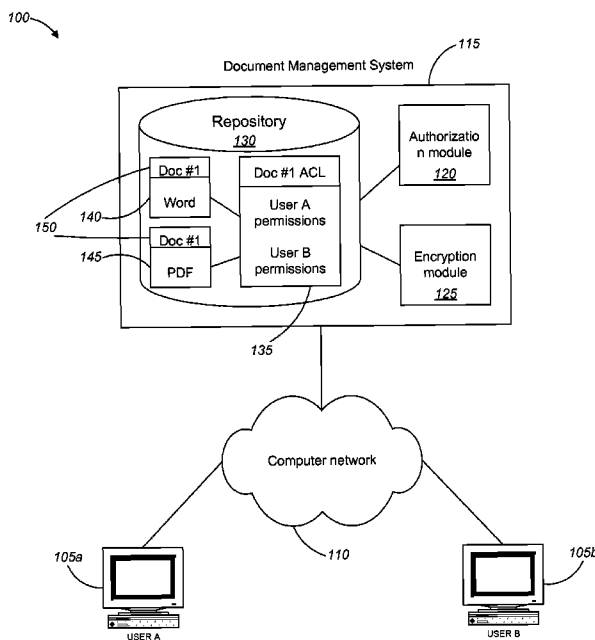 100
115
Document Management System
Repository
130
Doc #1
140
Word
150
Doc #1
145
PDF
Doc #1 ACL
User A
permissions
User B
permissions
135
Authorizatio
n module
120
Encryption
module
125
Computer network
110
105a
USER A
105b
USER B